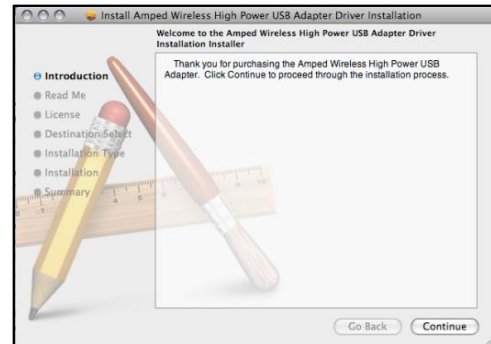 Install Amped Wireless High Power USB Adapter Driver Installation
Welcome to the Amped Wireless High Power USB Adapter Driver
Installation Installer
Introduction
Read Me
License
Destination Select
Installation Type
Installation
Summary
Thank you for purchasing the Amped Wireless High Power USB
Adapter. Click Continue to proceed through the installation process.
Go Back
Continue